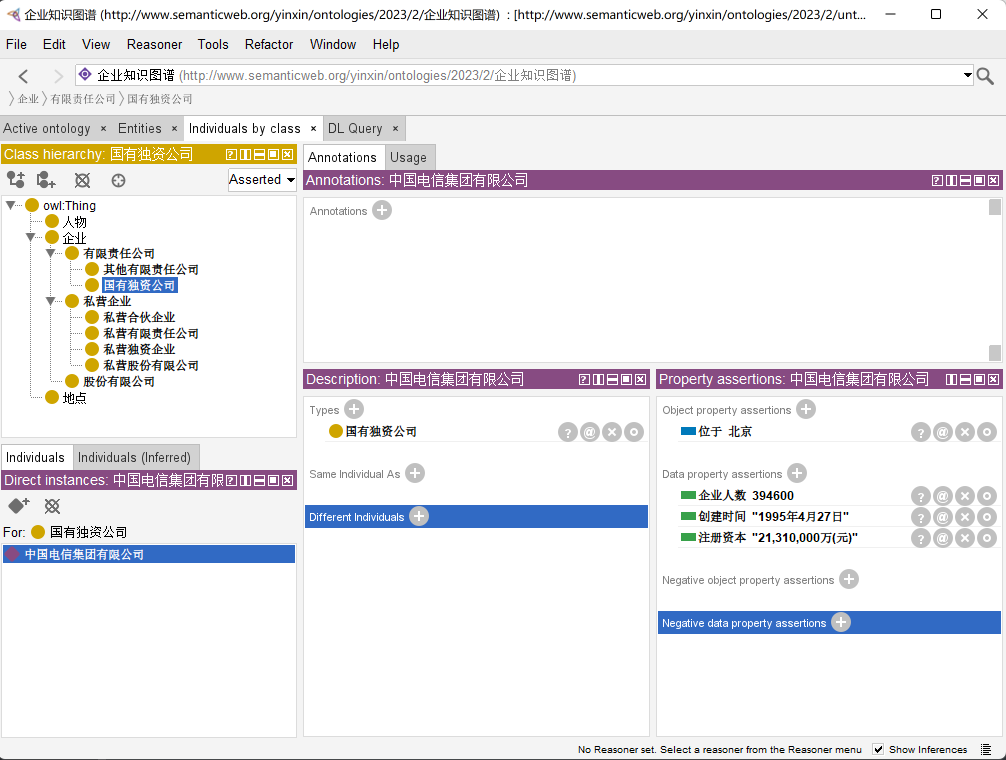 企业知识图谱 (http://www.semanticweb.org/yinxin/ontologies/2023/2/企业知识图谱) : [http://www.semanticweb.org/yinxin/ontologies/2023/2/unt...
File Edit View Reasoner Tools Refactor Window Help
企业知识图谱 (http://www.semanticweb.org/yinxin/ontologies/2023/2/企业知识图谱)
企业 〉有限责任公司 〉国有独资公司
Active ontology × Entities × Individuals by class × DL Query ×
Class hierarchy: 国有独资公司
Asserted
owl:Thing
人物
企业
有限责任公司
其他有限责任公司
国有独资公司
私营企业
私营合伙企业
私营有限责任公司
私营独资企业
私营股份有限公司
股份有限公司
地点
Individuals Individuals (Inferred)
Direct instances: 中国电信集团有限
For: 国有独资公司
中国电信集团有限公司
Annotations Usage
Annotations: 中国电信集团有限公司
Annotations
Description: 中国电信集团有限公司
Types
国有独资公司
Same Individual As
Different Individuals
Property assertions: 中国电信集团有限公司
Object property assertions
位于 北京
Data property assertions
企业人数 394600
创建时间 "1995年4月27日"
注册资本 "21,310,000万(元)"
Negative object property assertions
Negative data property assertions
No Reasoner set. Select a reasoner from the Reasoner menu Show Inferences